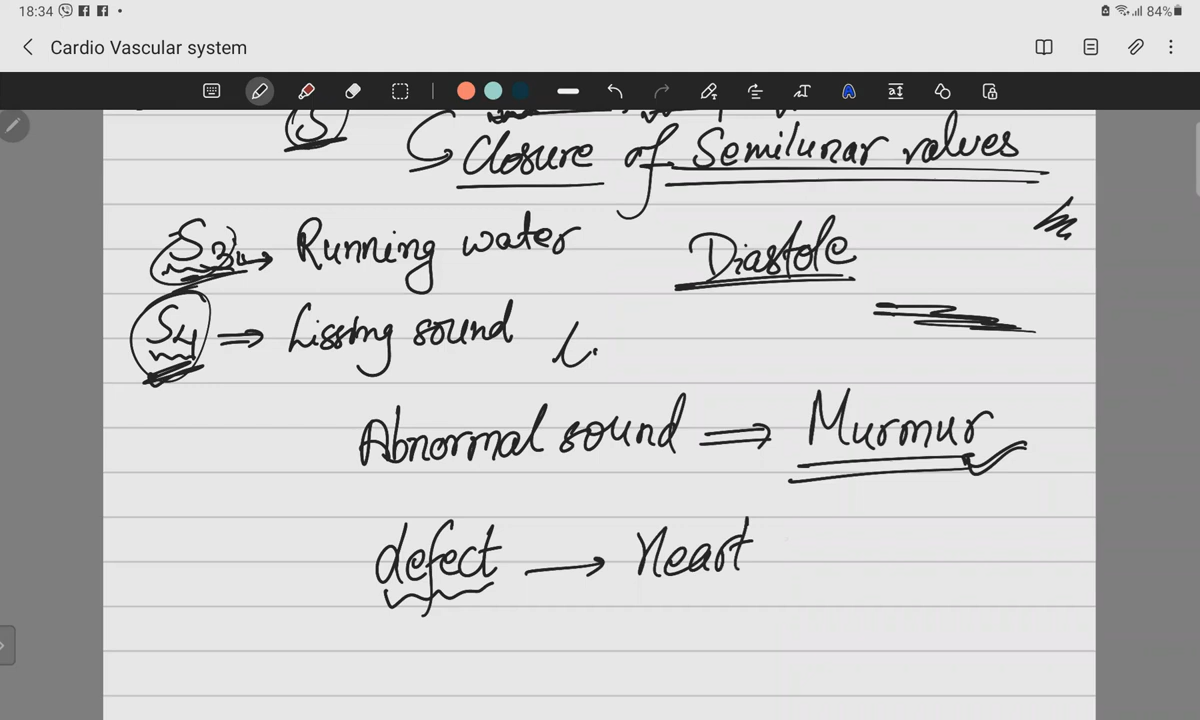 18:34 84%
Cardio Vascular system
Closure of Semilunar valves
S3 → Running water Diastole
S4 ⇒ Lissing sound
Abnormal sound ⇒ Murmur
defect → Heart